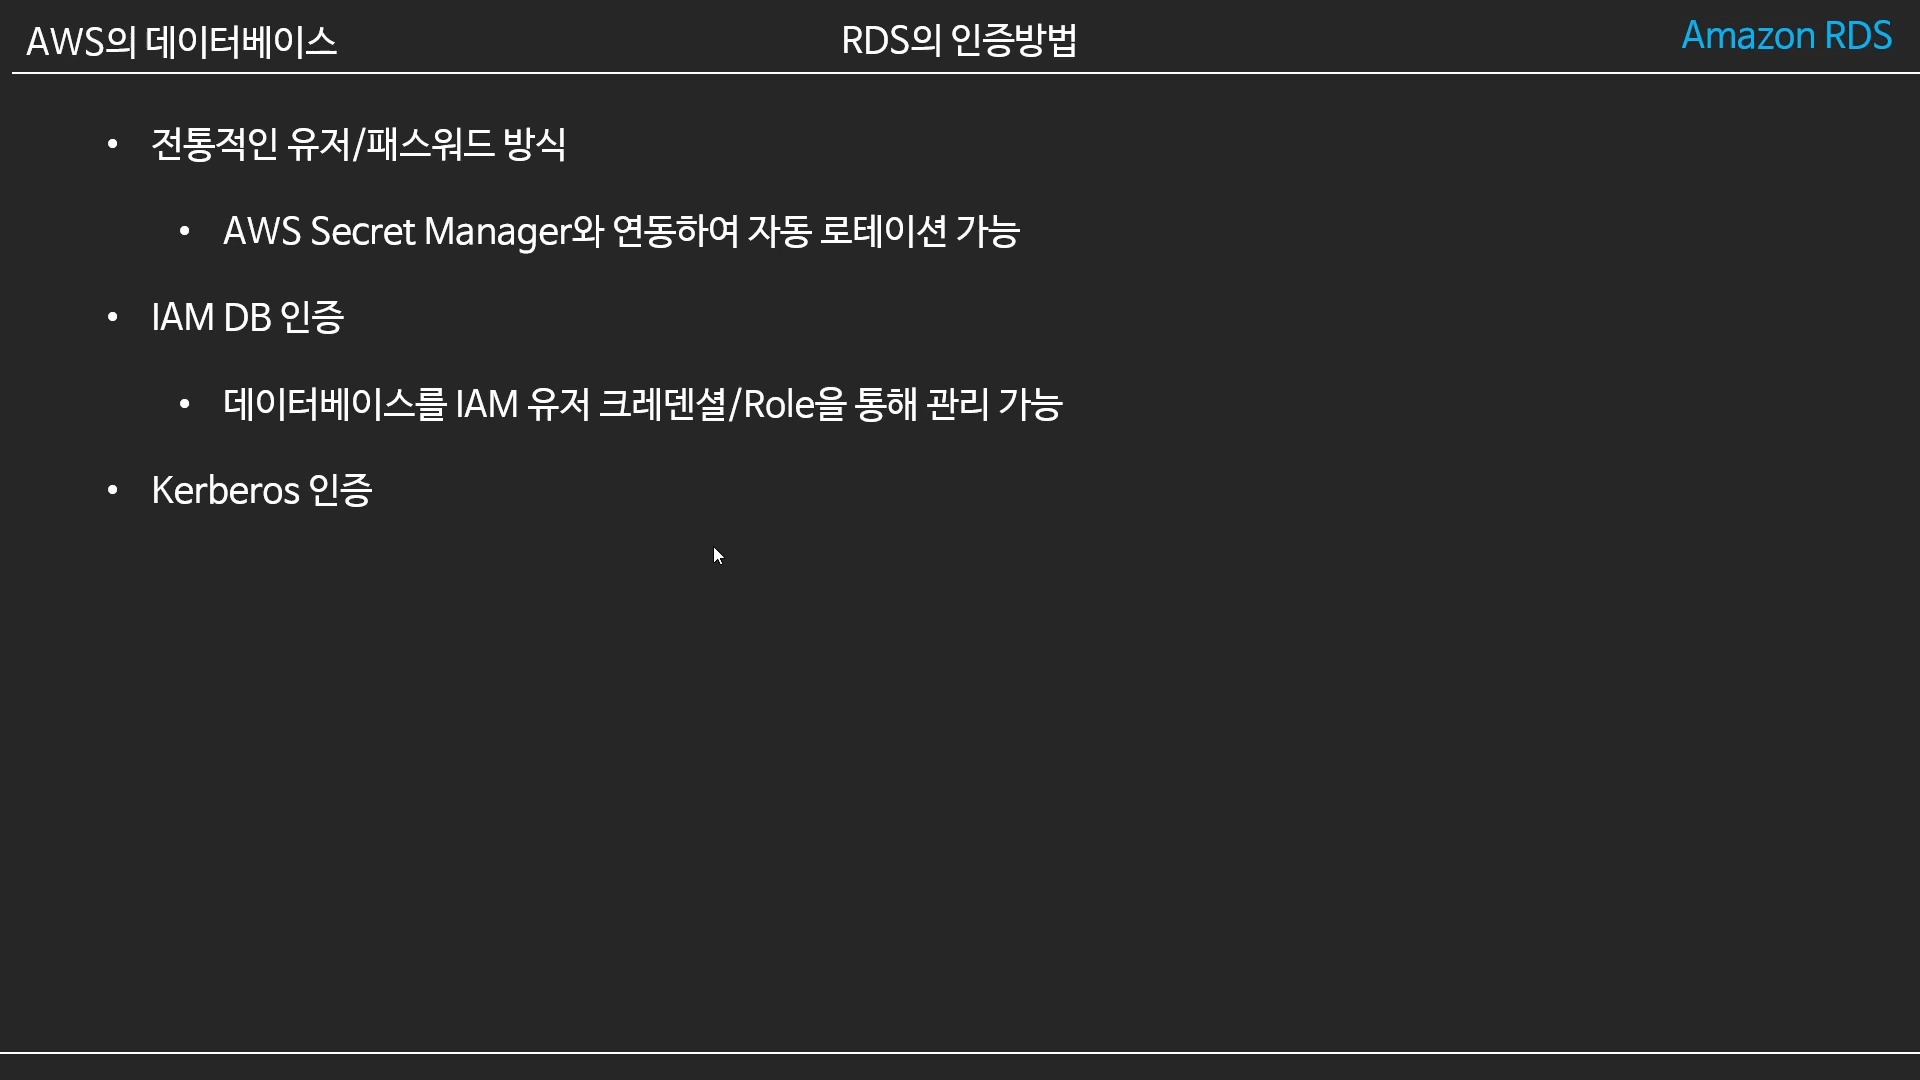 AWS의 데이터베이스
RDS의 인증방법
Amazon RDS
• 전통적인 유저/패스워드 방식
• AWS Secret Manager와 연동하여 자동 로테이션 가능
• IAM DB 인증
• 데이터베이스를 IAM 유저 크레덴셜/Role을 통해 관리 가능
• Kerberos 인증